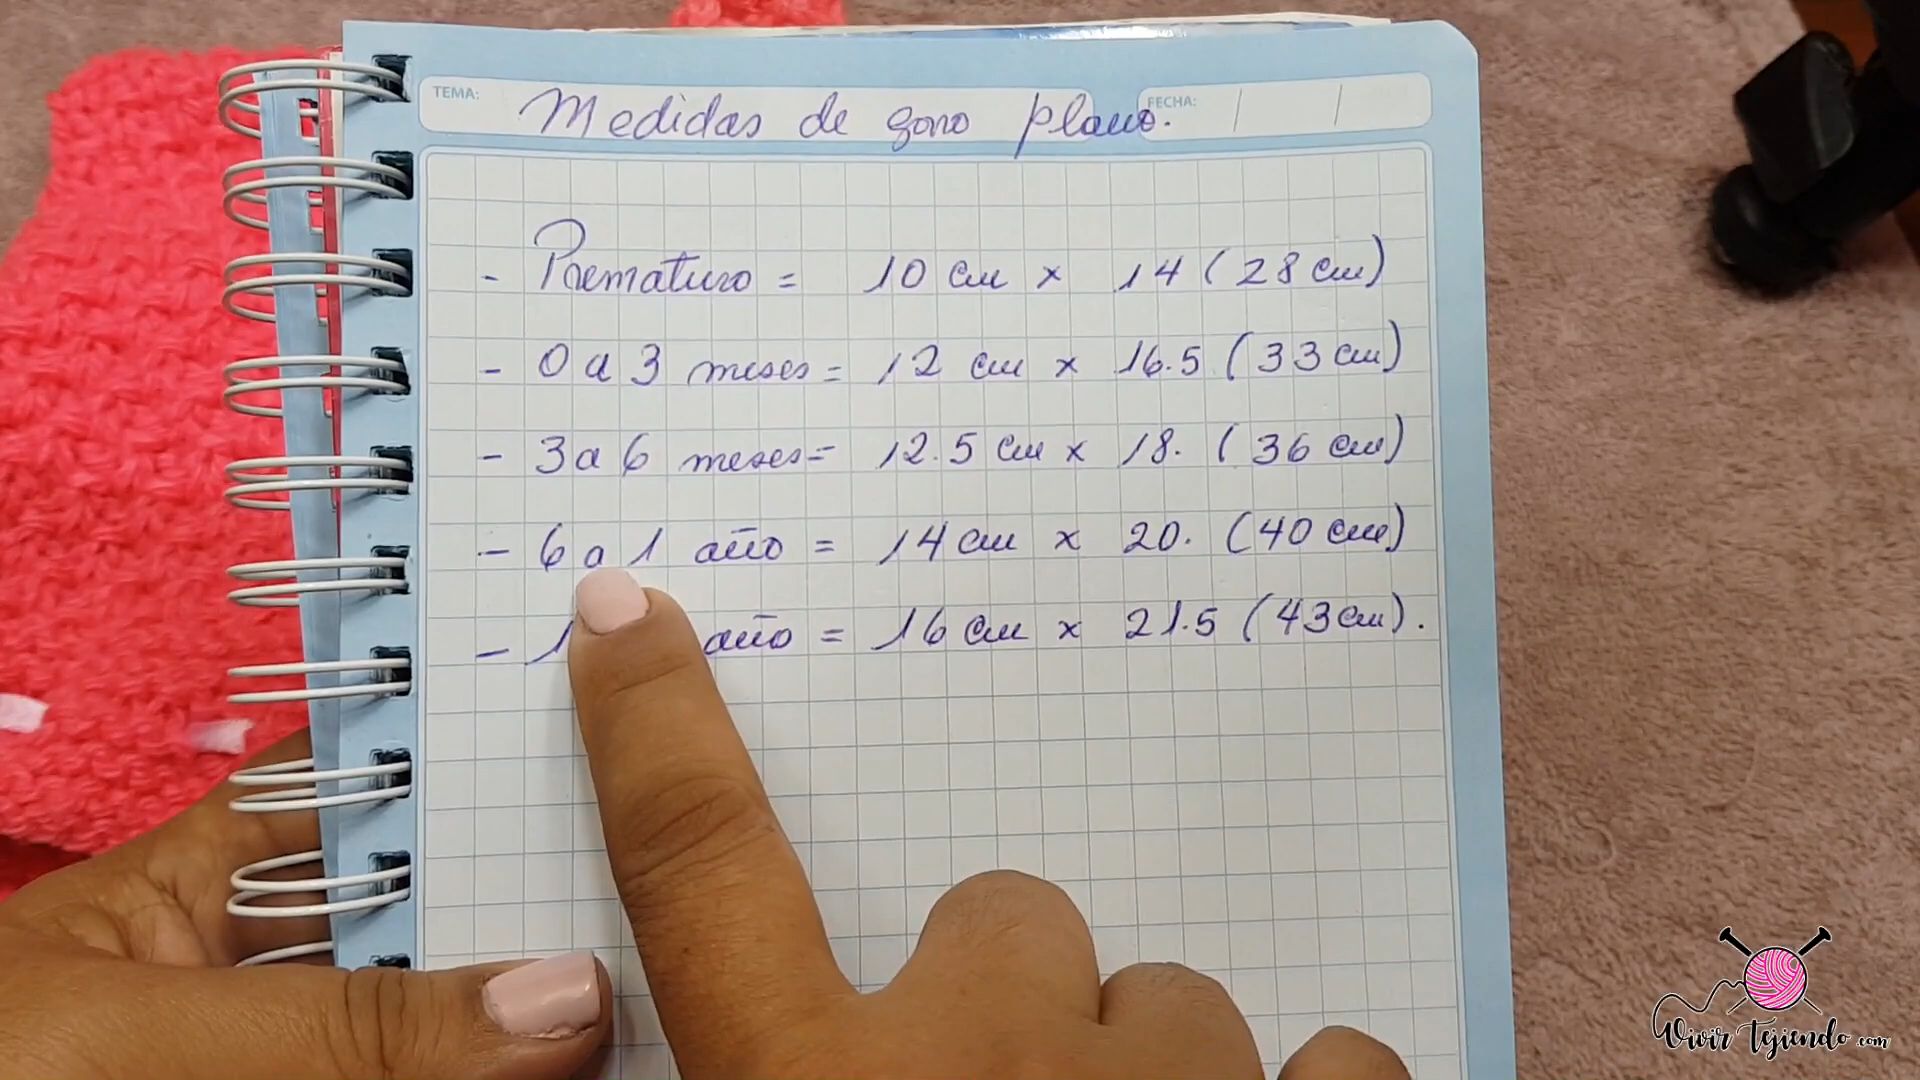 TEMA: Medidas de gorro plano. FECHA:
- Prematuro = 10 cm x 14 (28 cm)
- 0 a 3 meses = 12 cm x 16.5 (33 cm)
- 3 a 6 meses = 12.5 cm x 18. (36 cm)
- 6 a 1 año = 14 cm x 20. (40 cm)
- 1 año = 16 cm x 21.5 (43 cm).
Vivir Tejiendo .com